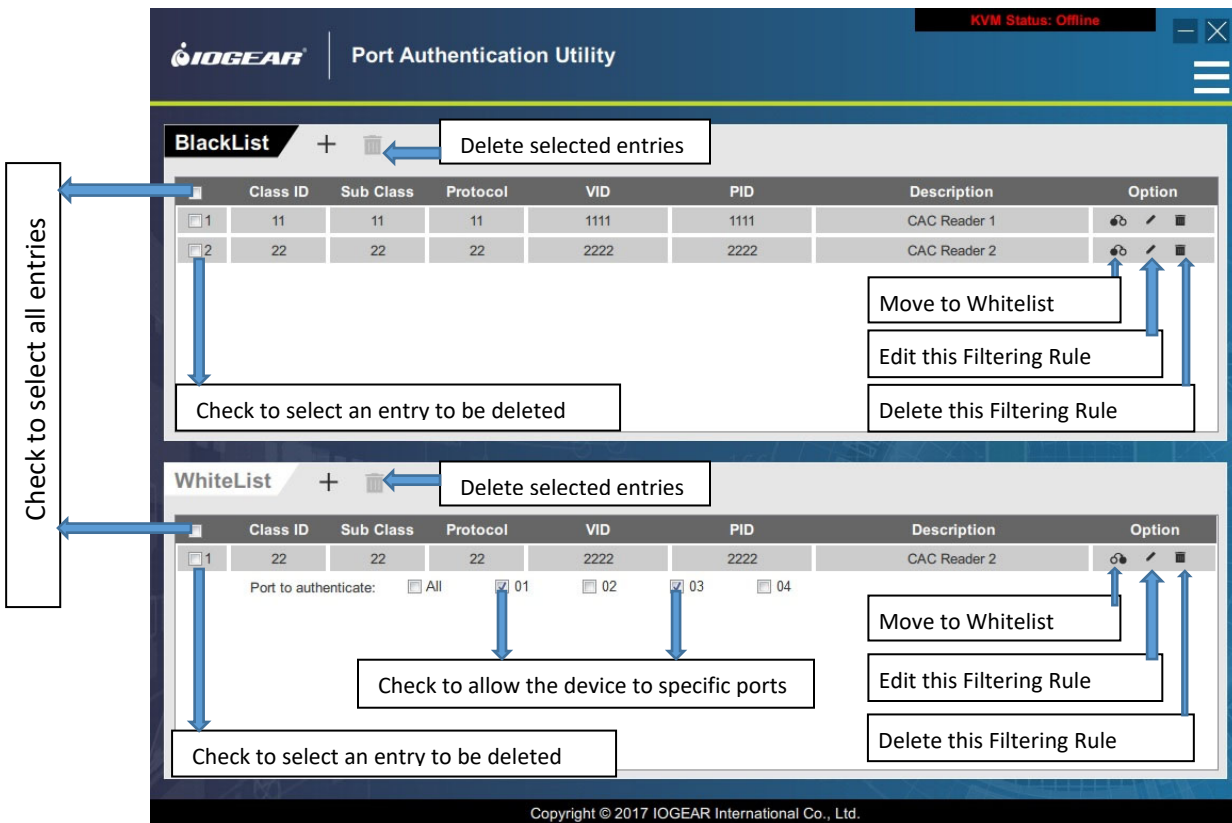 KVM Status: Offline
IOGEAR
Port Authentication Utility
BlackList
+
Delete selected entries
Check to select all entries
Class ID Sub Class Protocol VID PID Description Option
1 11 11 11 1111 1111 CAC Reader 1
2 22 22 22 2222 2222 CAC Reader 2
Move to Whitelist
Edit this Filtering Rule
Check to select an entry to be deleted
Delete this Filtering Rule
WhiteList
+
Delete selected entries
Class ID Sub Class Protocol VID PID Description Option
1 22 22 22 2222 2222 CAC Reader 2
Port to authenticate: All 01 02 03 04
Move to Whitelist
Check to allow the device to specific ports
Edit this Filtering Rule
Delete this Filtering Rule
Check to select an entry to be deleted
Copyright © 2017 IOGEAR International Co., Ltd.